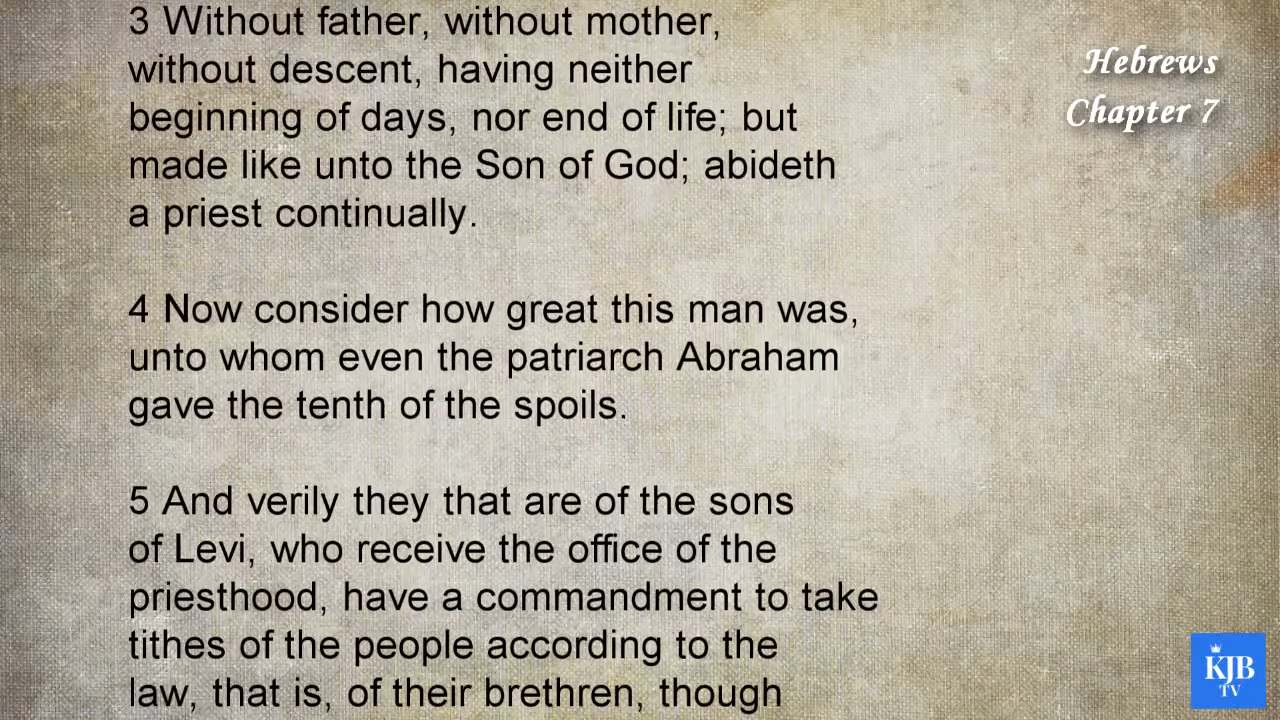 3 Without father, without mother,
without descent, having neither
beginning of days, nor end of life; but
made like unto the Son of God; abideth
a priest continually.
4 Now consider how great this man was,
unto whom even the patriarch Abraham
gave the tenth of the spoils.
5 And verily they that are of the sons
of Levi, who receive the office of the
priesthood, have a commandment to take
tithes of the people according to the
law, that is, of their brethren, though
Hebrews
Chapter 7
KJB
TV